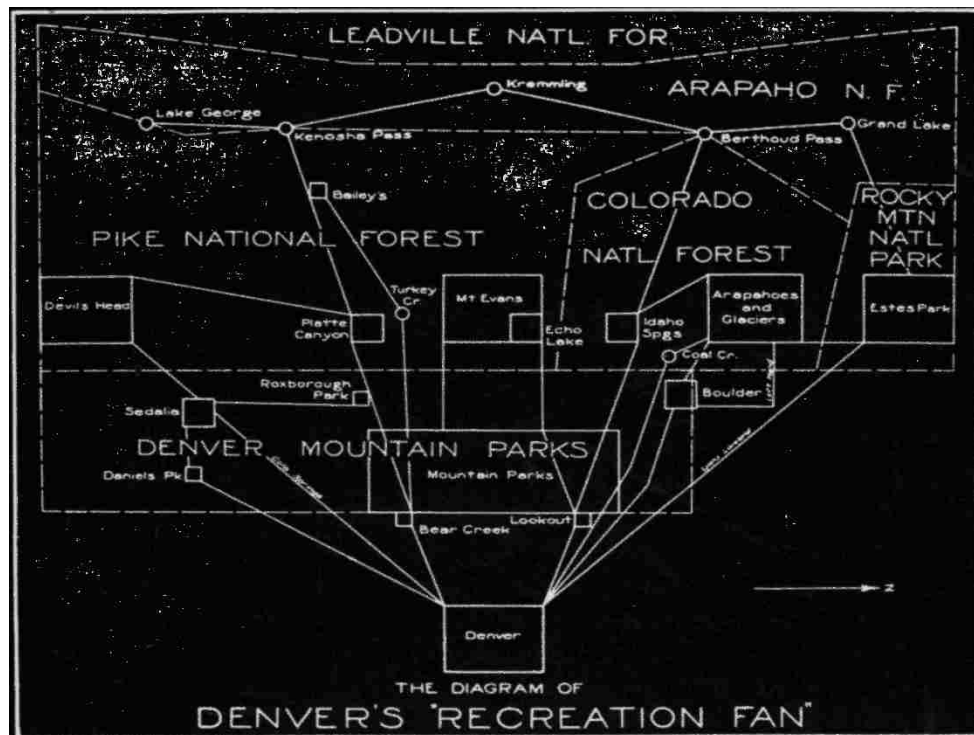 LEADVILLE NATL. FOR
Kremmling
ARAPAHO N. F.
Lake George
Kenosha Pass
Berthoud Pass
Grand Lake
Bailey's
COLORADO
ROCKY
MTN
NATL
PARK
PIKE NATIONAL FOREST
NATL FOREST
Devils Head
Turkey
Cr.
Mt Evans
Arapahoes
and
Glaciers
Estes Park
Platte
Canyon
Echo
Lake
Idaho
Spgs
Coal Cr.
Roxborough
Park
Boulder
Sedalia
DENVER MOUNTAIN PARKS
Daniels Pk
Mountain Parks
Bear Creek
Lookout
N
Denver
THE DIAGRAM OF
DENVER'S "RECREATION FAN"